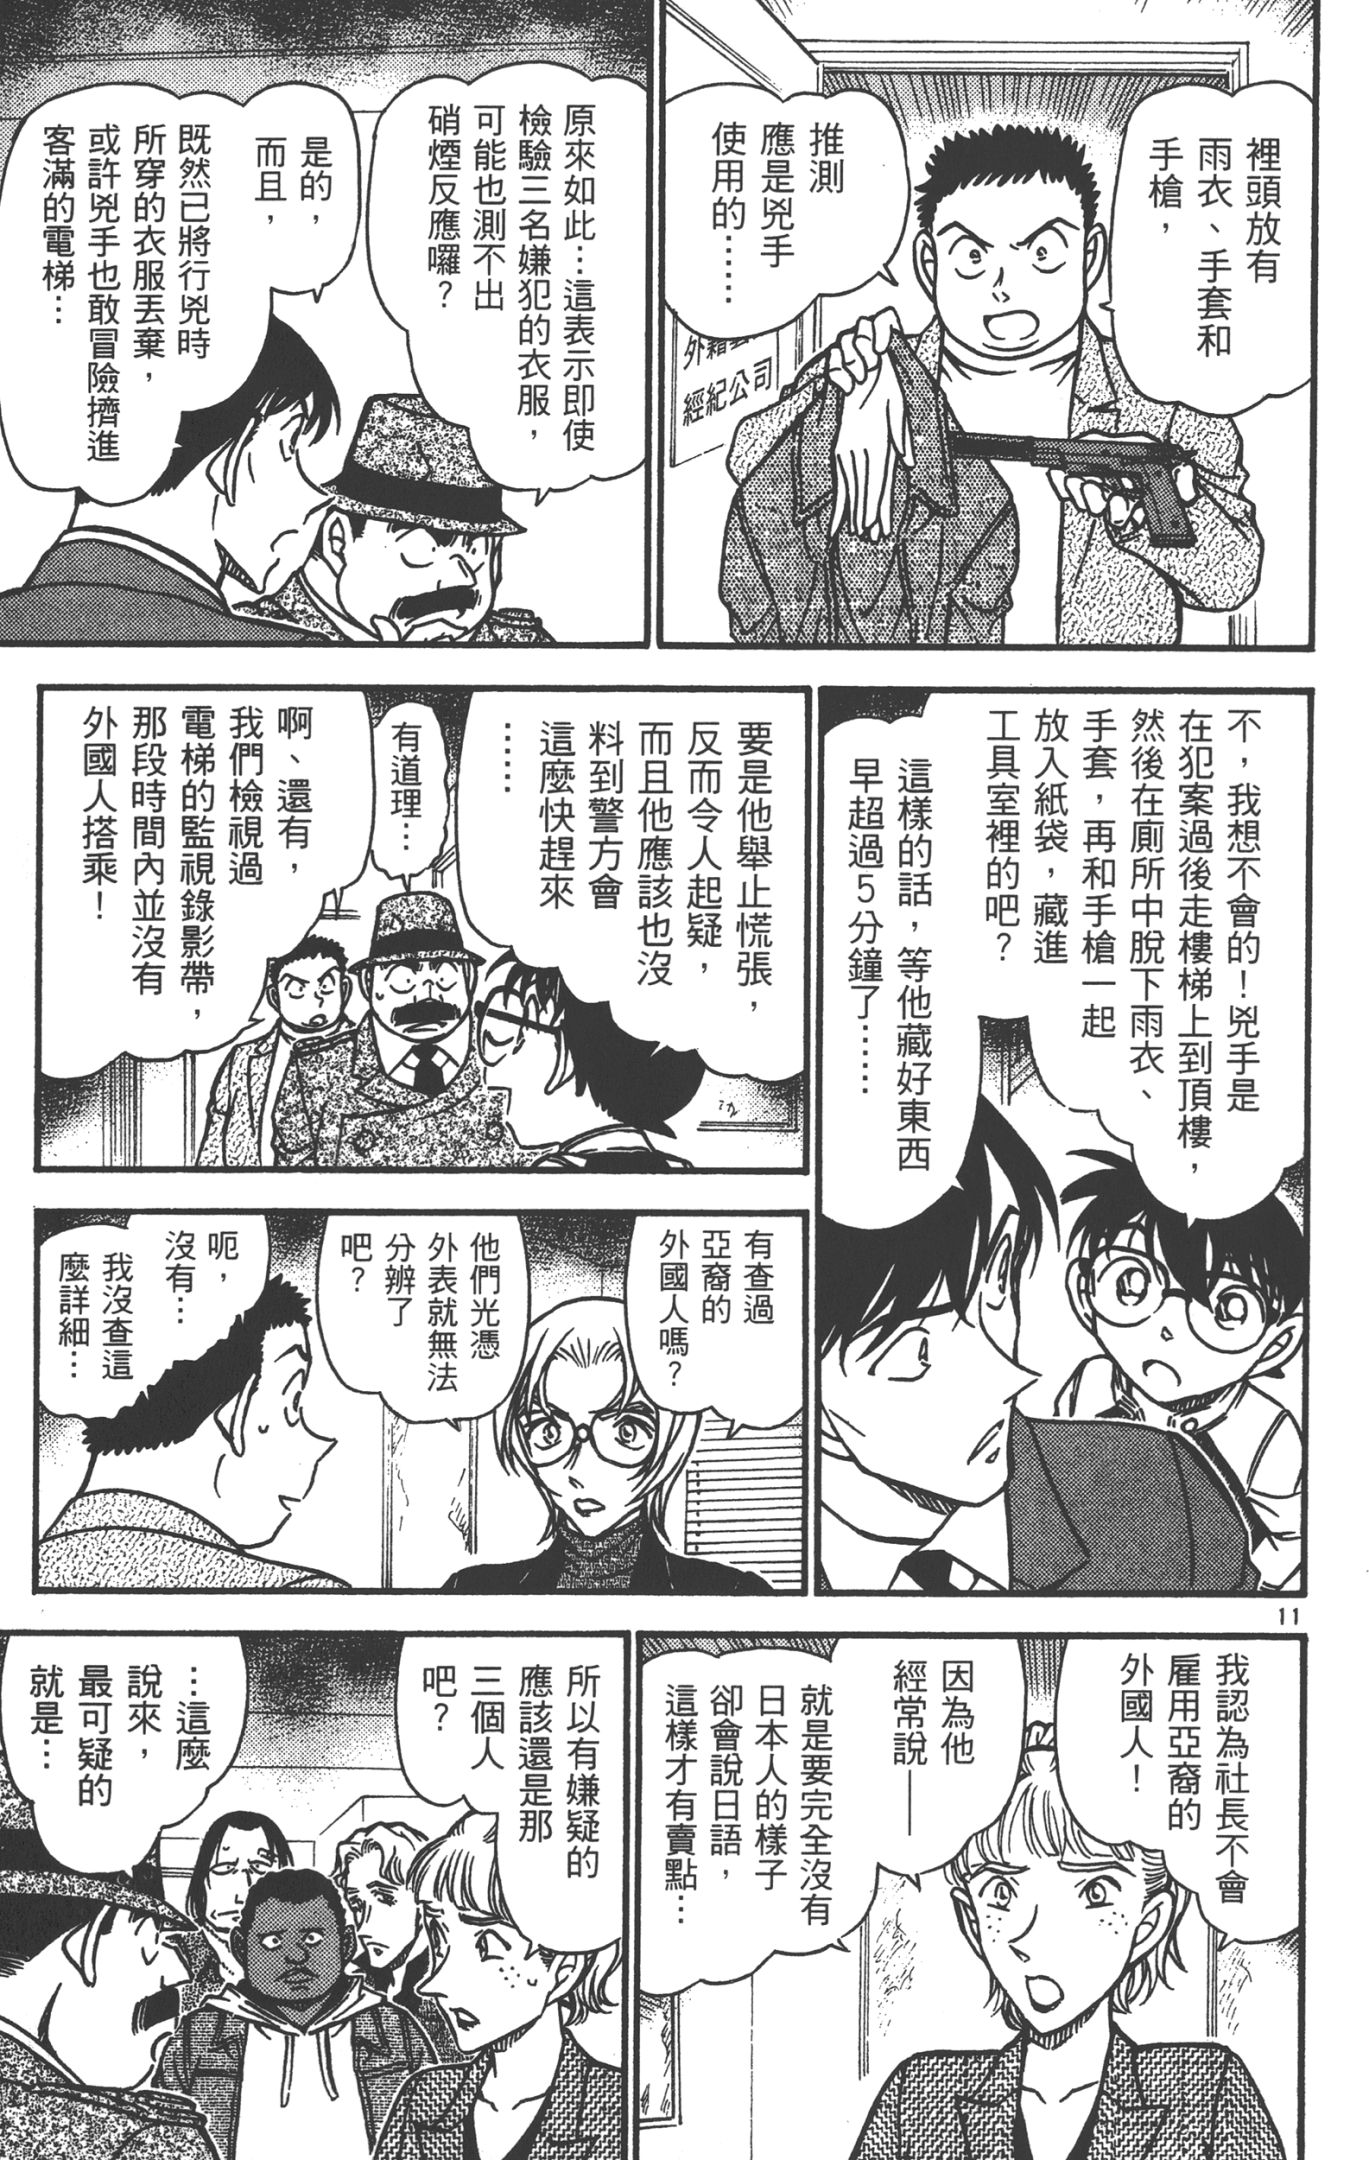 裡頭放有
雨衣、手套和
手槍，
推測
應是兇手
使用的⋯⋯
經紀公司
原來如此⋯這表示即使
檢驗三名嫌犯的衣服，
可能也測不出
硝煙反應囉？
是的，
而且，
既然已將行兇時
所穿的衣服丟棄，
或許兇手也敢冒險擠進
客滿的電梯⋯
不，我想不會的！兇手是
在犯案過後走樓梯上到頂樓，
然後在廁所中脫下雨衣、
手套，再和手槍一起
放入紙袋，藏進
工具室裡的吧？
這樣的話，等他藏好東西
早超過5分鐘了⋯⋯
要是他舉止慌張，
反而令人起疑，
而且他應該也沒
料到警方會
這麼快趕來
⋯⋯
有道理⋯
啊、還有，
我們檢視過
電梯的監視錄影帶，
那段時間內並沒有
外國人搭乘！
有查過
亞裔的
外國人嗎？
他們光憑
外表就無法
分辨了
吧？
呃，
沒有⋯
我沒查這
麼詳細⋯
11
我認為社長不會
雇用亞裔的
外國人！
因為他
經常說——
就是要完全沒有
日本人的樣子
卻會說日語，
這樣才有賣點⋯
所以有嫌疑的
應該還是那
三個人
吧？
⋯這麼
說來，
最可疑的
就是⋯